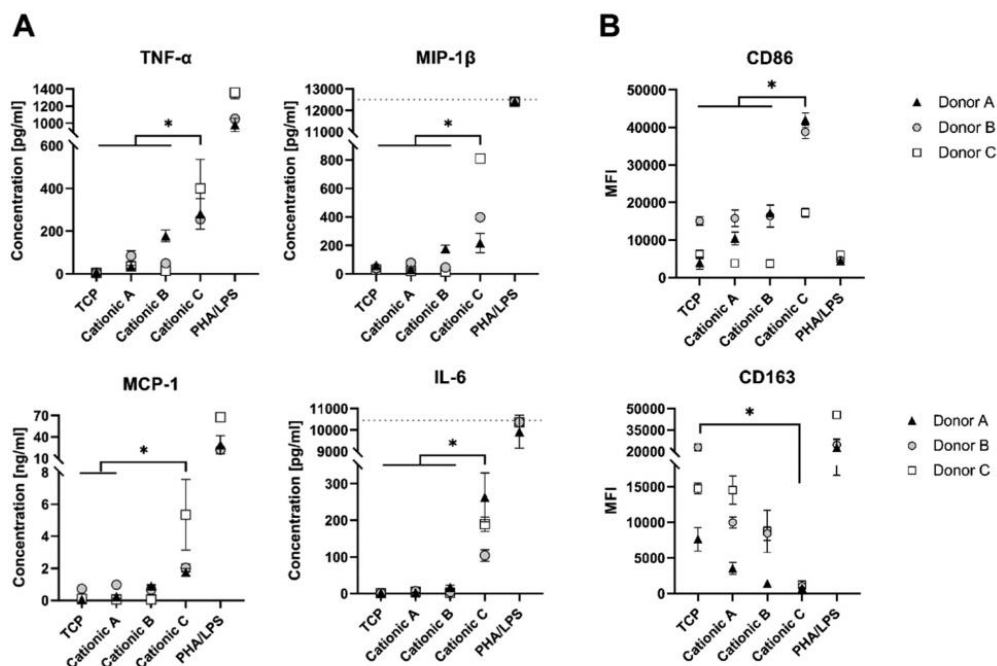 A
B
TNF-α
Concentration [pg/ml]
1400
1000
600
400
200
0
*
TCP
Cationic A
Cationic B
Cationic C
PHA/LPS
MIP-1β
Concentration [pg/ml]
13000
12000
11000
800
600
400
200
0
*
TCP
Cationic A
Cationic B
Cationic C
PHA/LPS
CD86
MFI
50000
40000
30000
20000
10000
0
*
TCP
Cationic A
Cationic B
Cationic C
PHA/LPS
Donor A
Donor B
Donor C
MCP-1
Concentration [ng/ml]
70
40
10
8
6
4
2
0
*
TCP
Cationic A
Cationic B
Cationic C
PHA/LPS
IL-6
Concentration [pg/ml]
11000
10000
9000
300
200
100
0
*
TCP
Cationic A
Cationic B
Cationic C
PHA/LPS
CD163
MFI
50000
35000
20000
15000
10000
5000
0
*
TCP
Cationic A
Cationic B
Cationic C
PHA/LPS
Donor A
Donor B
Donor C